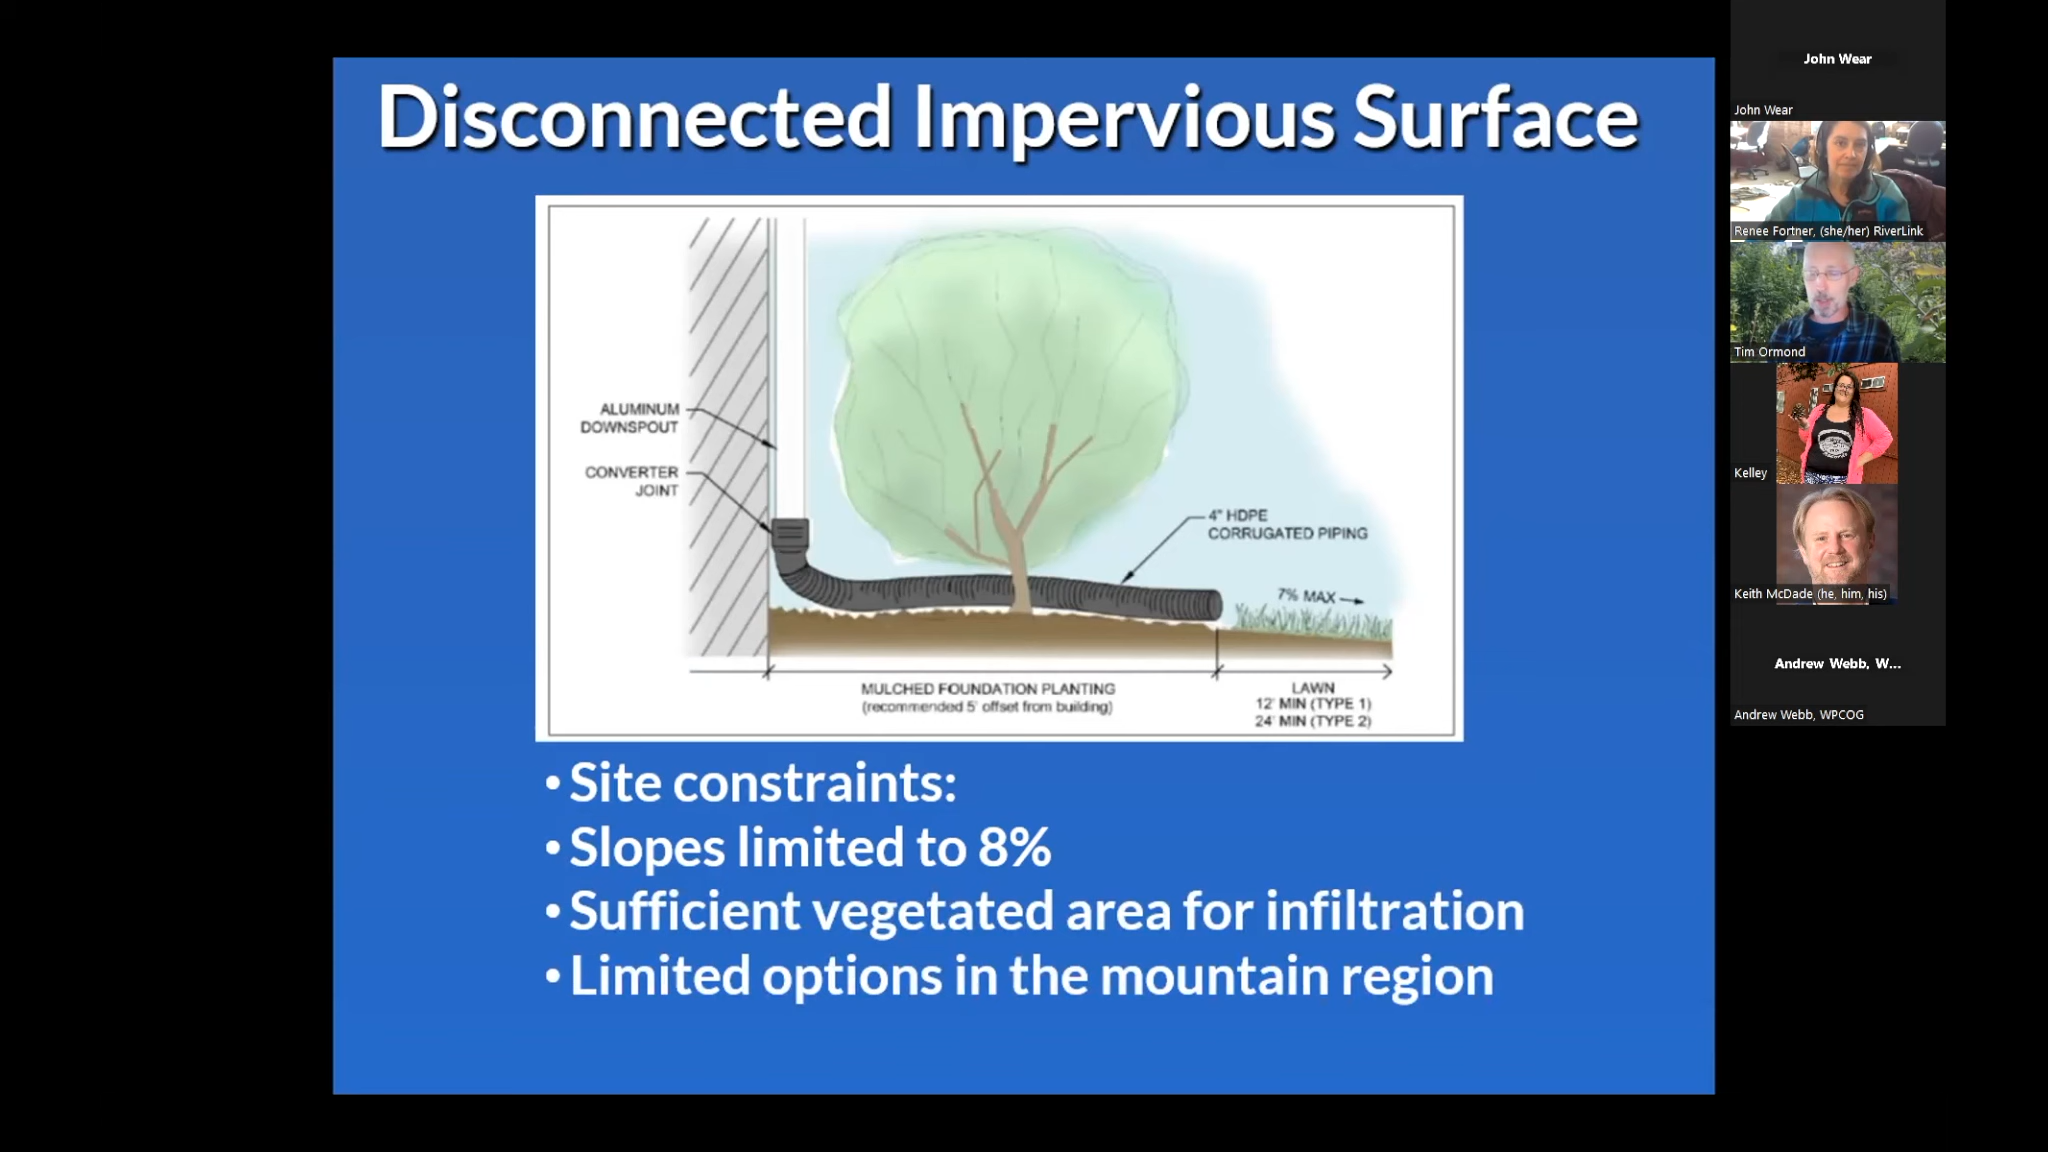 Disconnected Impervious Surface
ALUMINUM
DOWNSPOUT
CONVERTER
JOINT
4" HDPE
CORRUGATED PIPING
7% MAX
MULCHED FOUNDATION PLANTING
(recommended 5' offset from building)
LAWN
12' MIN (TYPE 1)
24' MIN (TYPE 2)
• Site constraints:
• Slopes limited to 8%
• Sufficient vegetated area for infiltration
• Limited options in the mountain region
John Wear
John Wear
Renee Fortner, (she/her) RiverLink
Tim Ormond
Kelley
Keith McDade (he, him, his)
Andrew Webb, W...
Andrew Webb, WPCOG